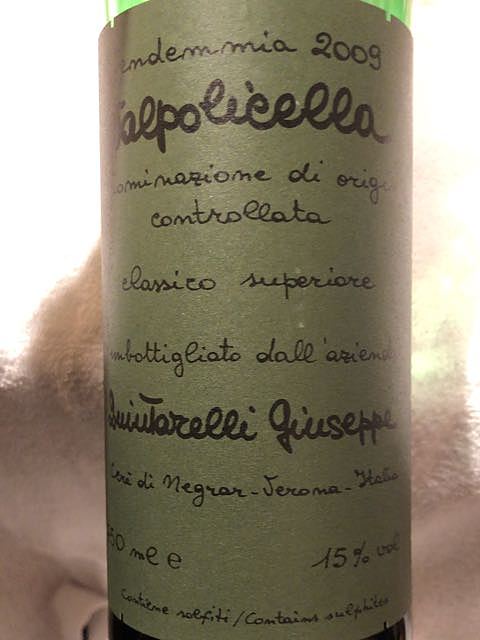 endemmia 2009
Valpolicella
ominazione di orig
controllata
classico superiore
mbottigliato dall'aziend
Quintarelli Giuseppe
Cerè di Negrar - Verona - Italia
50 ml e
15% vol
Contiene solfiti / Contains sulphites